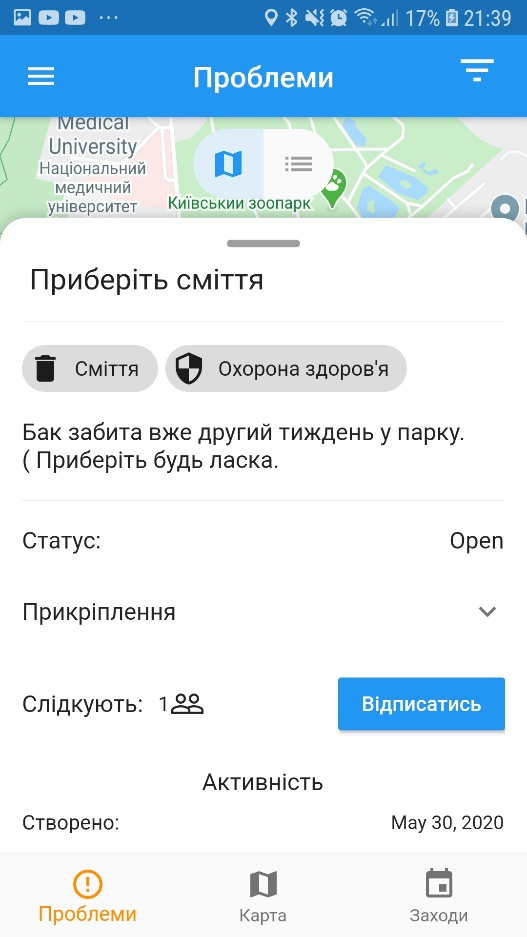 17% 21:39
Проблеми
Medical
University
Національний
медичний
університет
Київський зоопарк
Приберіть сміття
Сміття
Охорона здоров'я
Бак забита вже другий тиждень у парку.
( Приберіть будь ласка.
Статус: Open
Прикріплення
Слідкують: 1 Відписатись
Активність
Створено: May 30, 2020
Проблеми Карта Заходи